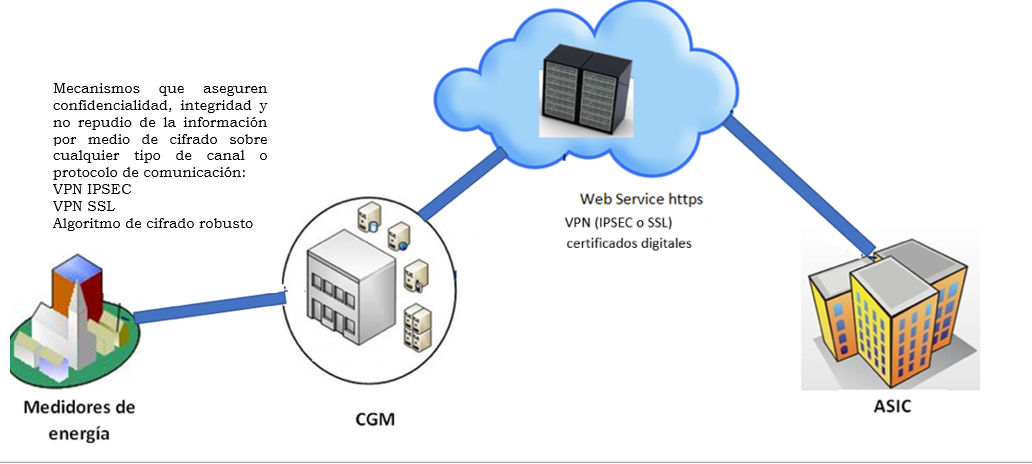 Mecanismos que aseguren
confidencialidad, integridad y
no repudio de la información
por medio de cifrado sobre
cualquier tipo de canal o
protocolo de comunicación:
VPN IPSEC
VPN SSL
Algoritmo de cifrado robusto
Web Service https
VPN (IPSEC o SSL)
certificados digitales
Medidores de
energía
CGM
ASIC